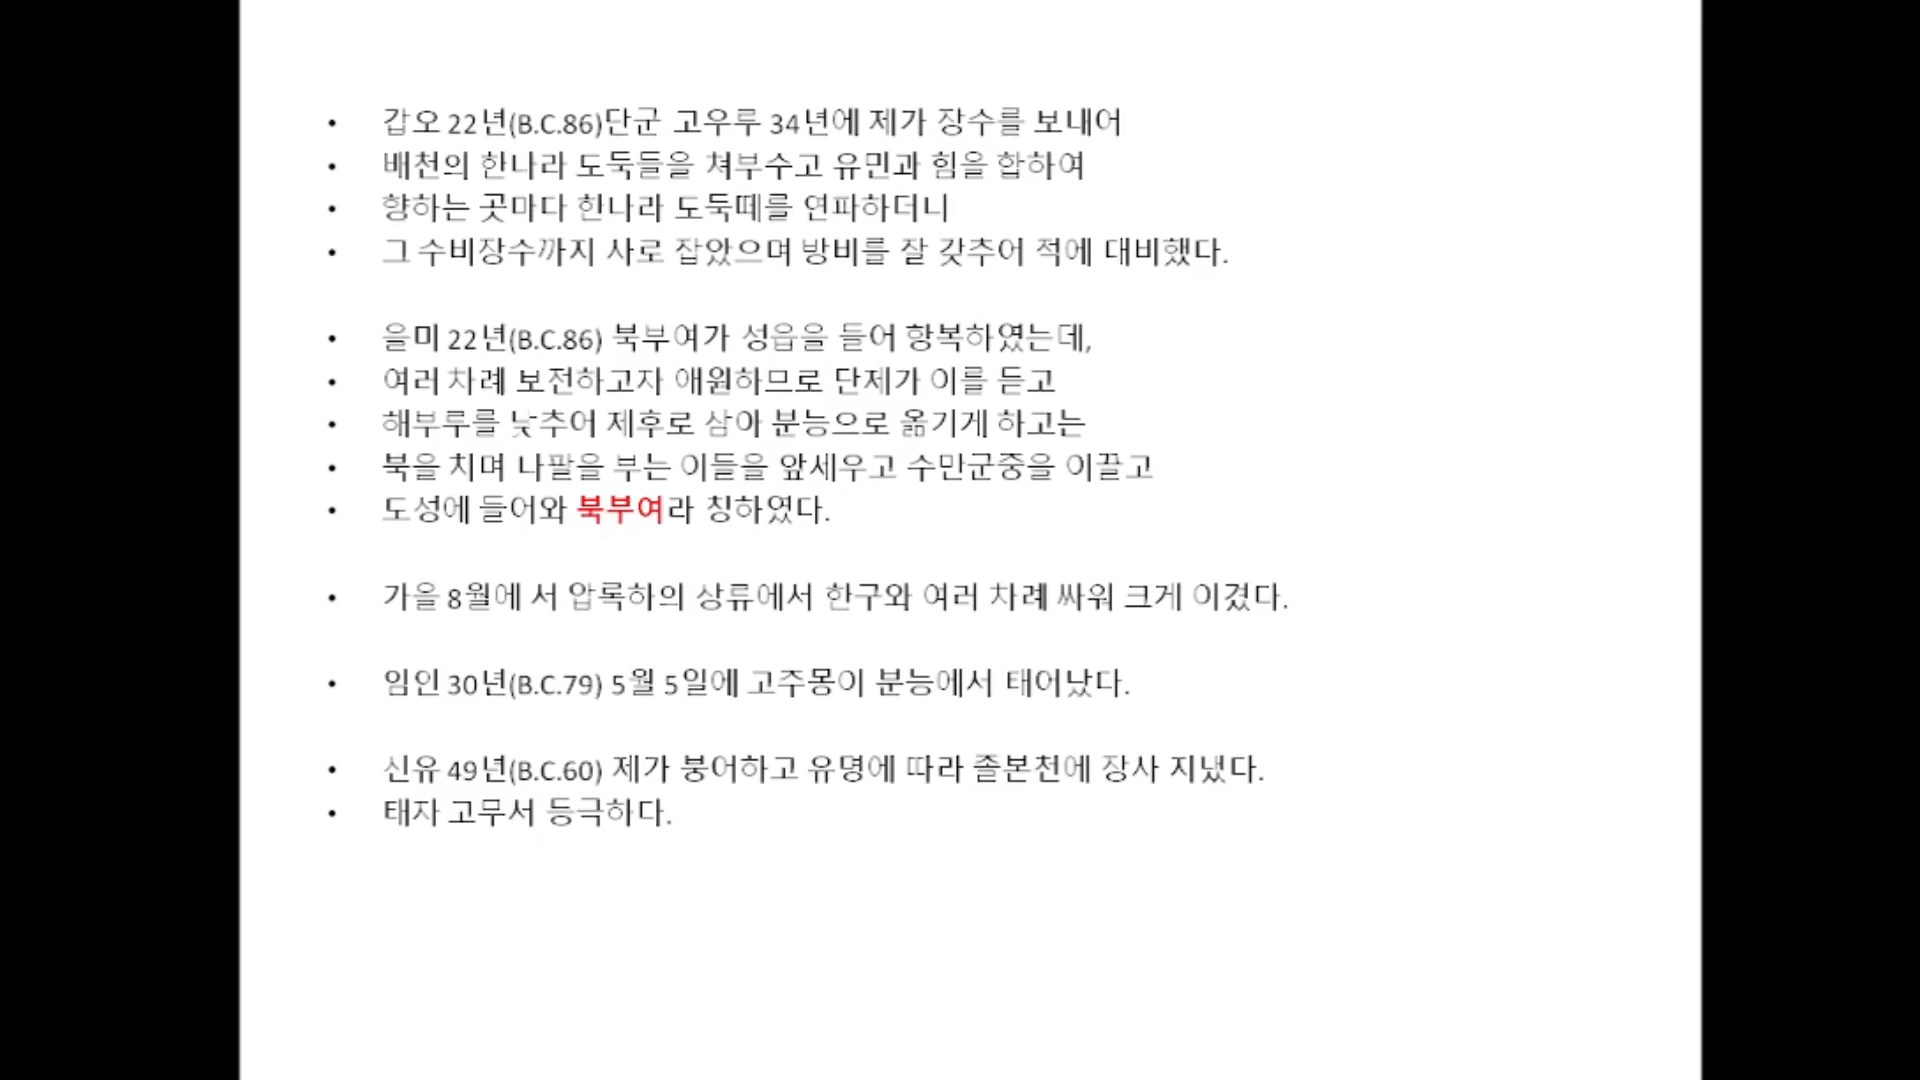 • 갑오 22년(B.C.86)단군 고우루 34년에 제가 장수를 보내어
• 배천의 한나라 도둑들을 쳐부수고 유민과 힘을 합하여
• 향하는 곳마다 한나라 도둑떼를 연파하더니
• 그 수비장수까지 사로 잡았으며 방비를 잘 갖추어 적에 대비했다.
• 을미 22년(B.C.86) 북부여가 성읍을 들어 항복하였는데,
• 여러 차례 보전하고자 애원하므로 단제가 이를 듣고
• 해부루를 낮추어 제후로 삼아 분능으로 옮기게 하고는
• 북을 치며 나팔을 부는 이들을 앞세우고 수만군중을 이끌고
• 도성에 들어와 북부여라 칭하였다.
• 가을 8월에 서 압록하의 상류에서 한구와 여러 차례 싸워 크게 이겼다.
• 임인 30년(B.C.79) 5월 5일에 고주몽이 분능에서 태어났다.
• 신유 49년(B.C.60) 제가 붕어하고 유명에 따라 졸본천에 장사 지냈다.
• 태자 고무서 등극하다.